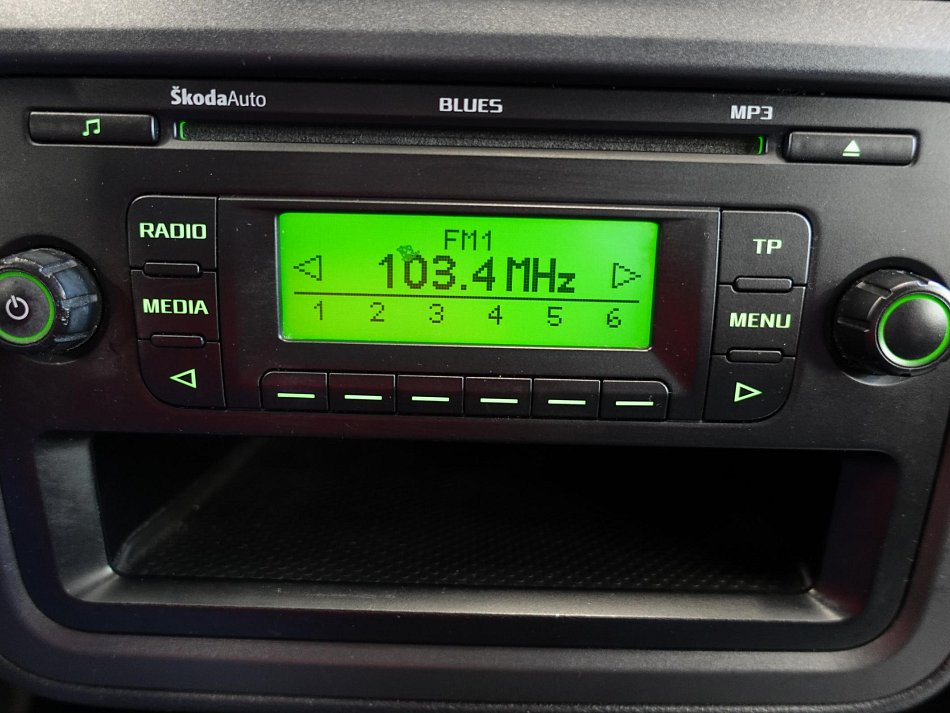 ŠkodaAuto BLUES MP3
RADIO
MEDIA
FM1
103.4 MHz
1 2 3 4 5 6
TP
MENU